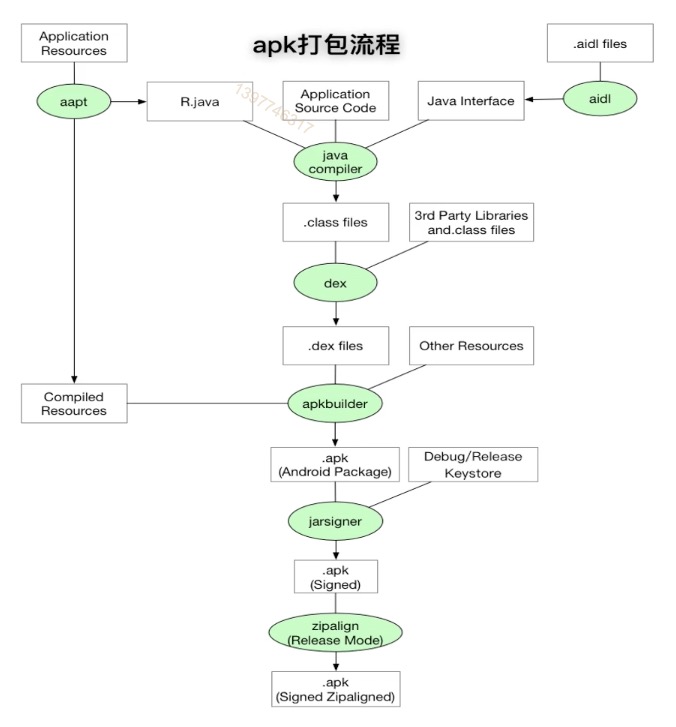 apk打包流程
Application
Resources
.aidl files
aapt
R.java
Application
Source Code
Java Interface
aidl
1397746317
java
compiler
.class files
3rd Party Libraries
and.class files
dex
.dex files
Other Resources
Compiled
Resources
apkbuilder
.apk
(Android Package)
Debug/Release
Keystore
jarsigner
.apk
(Signed)
zipalign
(Release Mode)
.apk
(Signed Zipaligned)